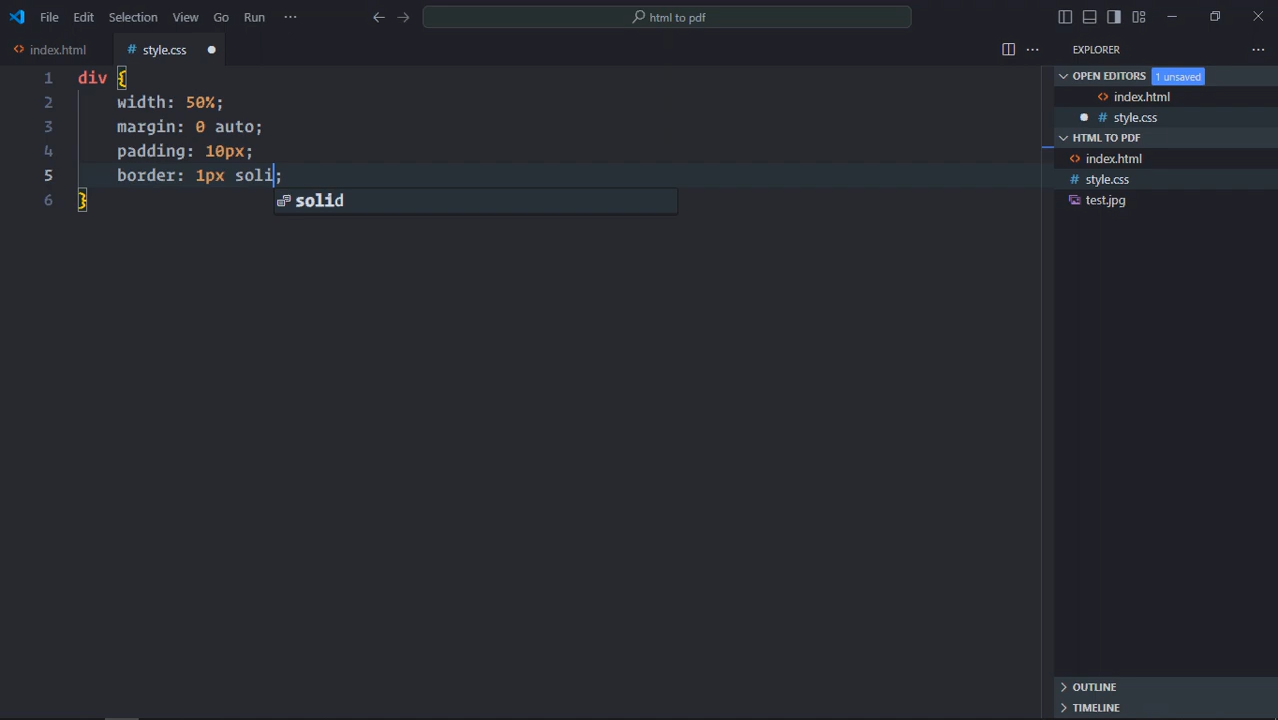 File Edit Selection View Go Run ···
html to pdf
index.html
style.css
EXPLORER
OPEN EDITORS 1 unsaved
index.html
style.css
HTML TO PDF
index.html
style.css
test.jpg
1 div {
2 width: 50%;
3 margin: 0 auto;
4 padding: 10px;
5 border: 1px soli;
6 }
solid
OUTLINE
TIMELINE